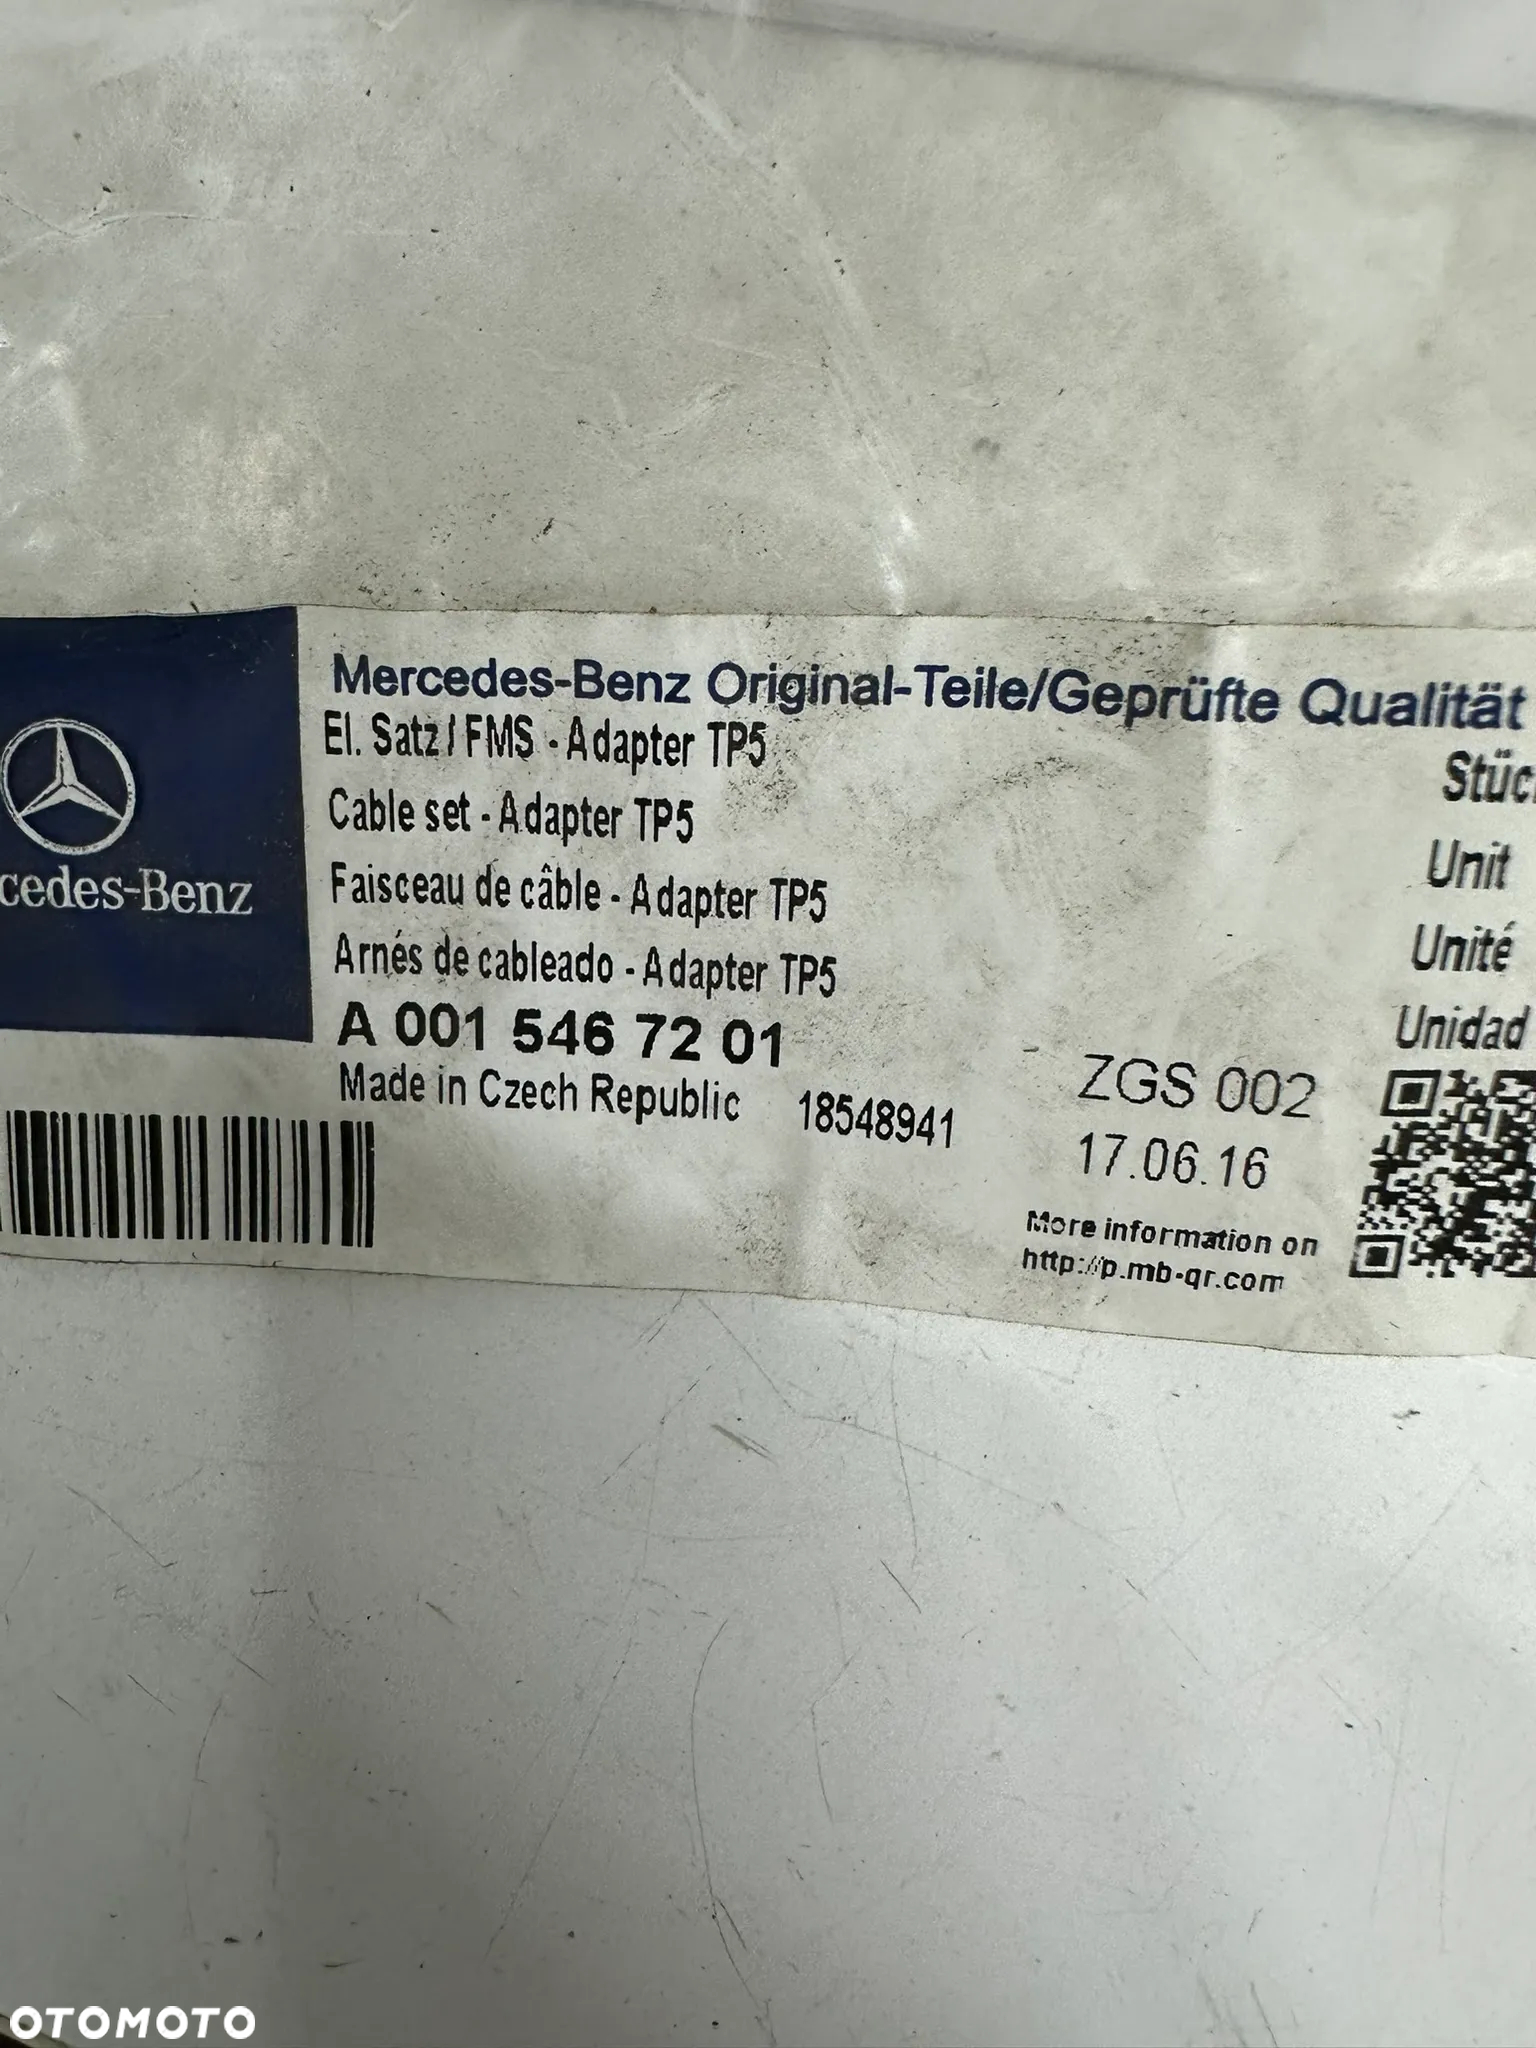 Mercedes-Benz Original-Teile/Geprüfte Qualität
El. Satz / FMS - Adapter TP5
Cable set - Adapter TP5
Faisceau de câble - Adapter TP5
Arnés de cableado - Adapter TP5
A 001 546 72 01
Made in Czech Republic 18548941
Unit
Unité
Unidad
ZGS 002
17.06.16
More information on
http://p.mb-qr.com
OTOMOTO